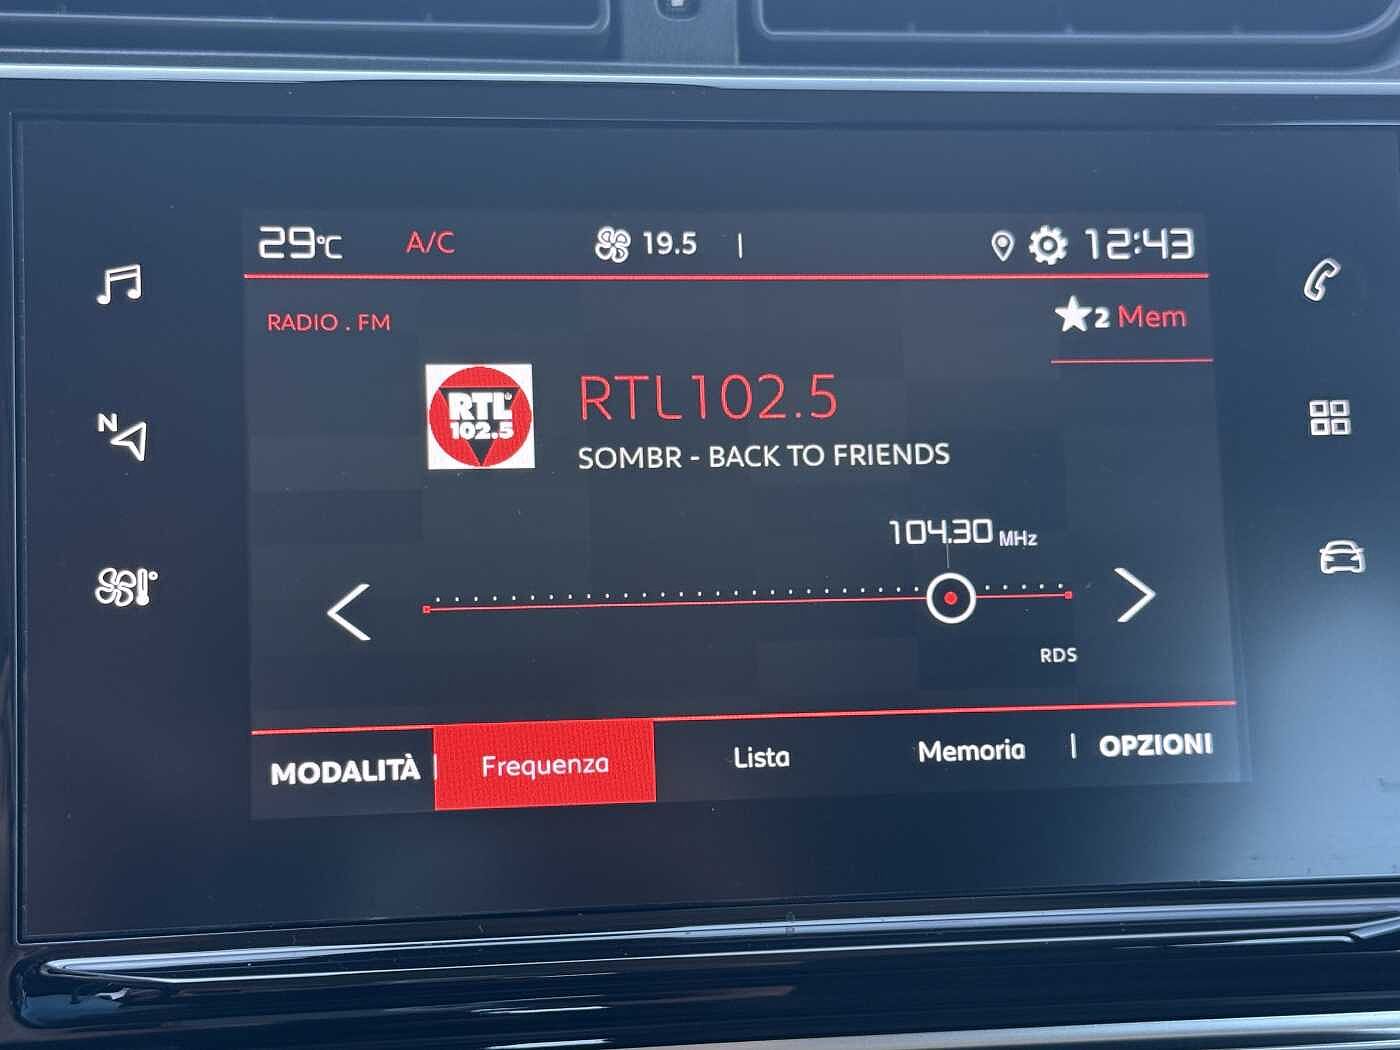 29°C A/C 19.5 | 12:43
RADIO . FM
★2 Mem
RTL
102.5
RTL102.5
SOMBR - BACK TO FRIENDS
104.30 MHz
N
RDS
MODALITÀ | Frequenza Lista Memoria | OPZIONI